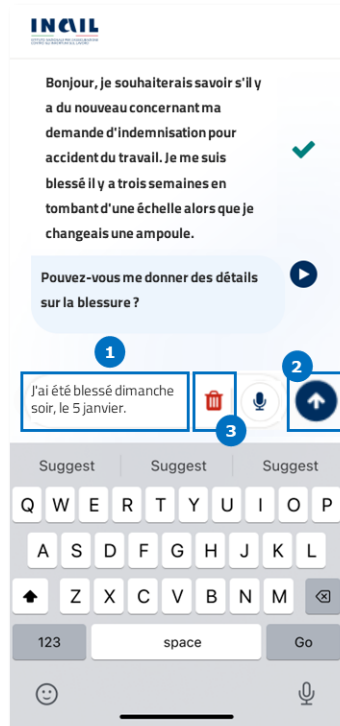 INAIL
Bonjour, je souhaiterais savoir s'il y
a du nouveau concernant ma
demande d'indemnisation pour
accident du travail. Je me suis
blessé il y a trois semaines en
tombant d'une échelle alors que je
changeais une ampoule.
Pouvez-vous me donner des détails
sur la blessure ?
1
2
J'ai été blessé dimanche
soir, le 5 janvier.
3
Suggest Suggest Suggest
Q W E R T Y U I O P
A S D F G H J K L
Z X C V B N M
123 space Go